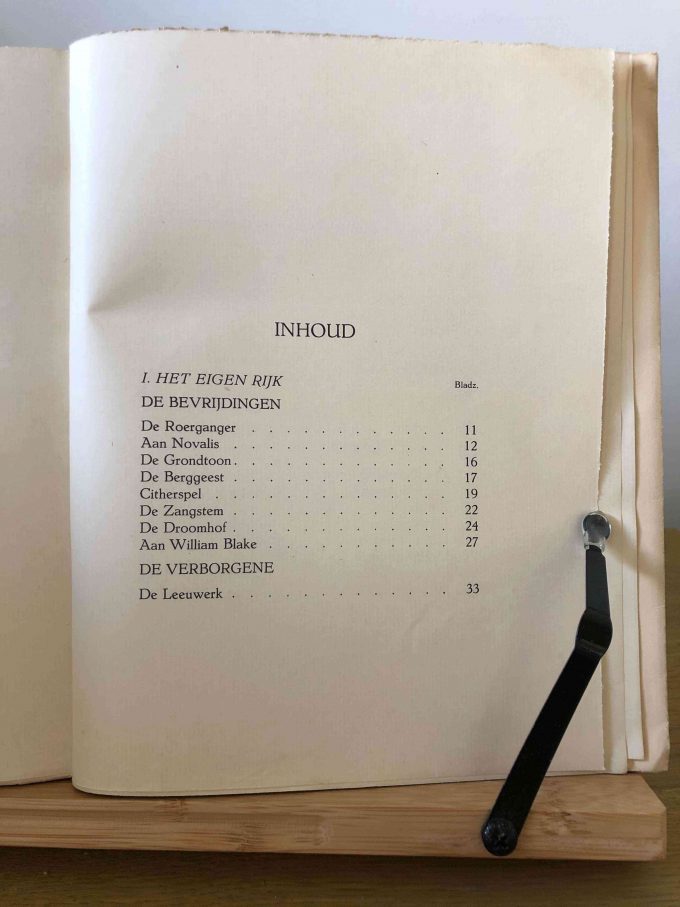 INHOUD
I. HET EIGEN RIJK Bladz.
DE BEVRIJDINGEN
De Roerganger . . . . . . . . . . . 11
Aan Novalis . . . . . . . . . . . . 12
De Grondtoon . . . . . . . . . . . . 16
De Berggeest . . . . . . . . . . . . 17
Citherspel . . . . . . . . . . . . . 19
De Zangstem . . . . . . . . . . . . 22
De Droomhof . . . . . . . . . . . . 24
Aan William Blake . . . . . . . . . . 27
DE VERBORGENE
De Leeuwerk . . . . . . . . . . . . 33